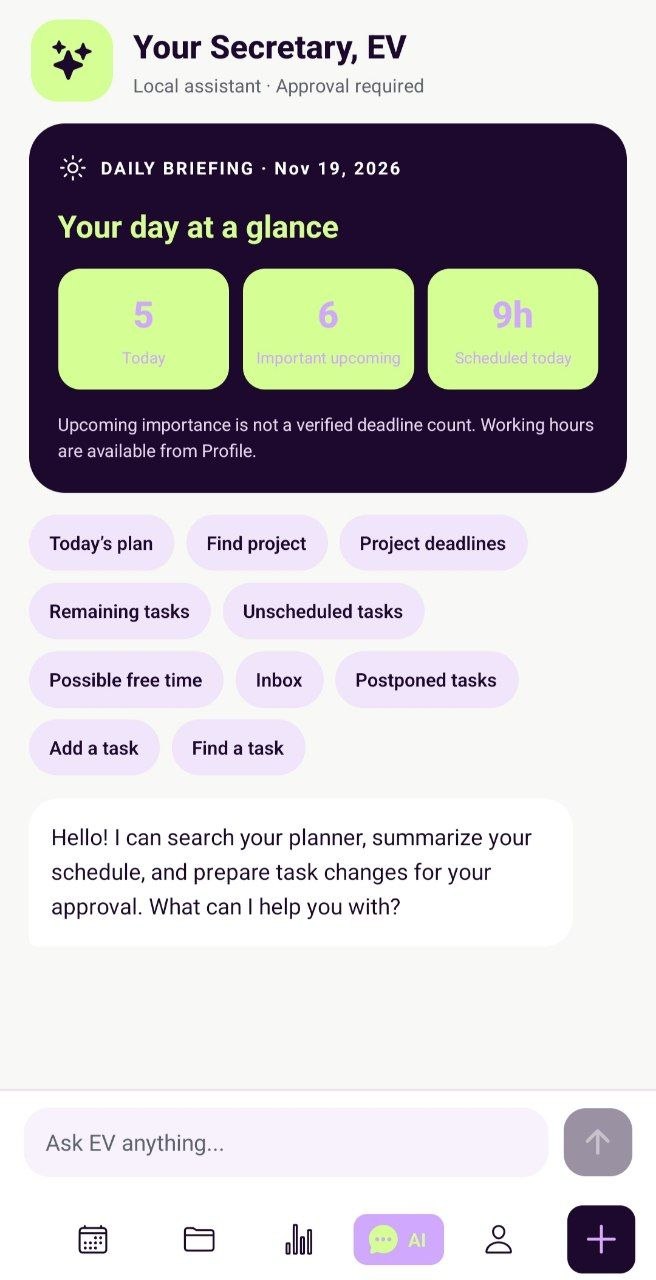 Your Secretary, EV
Local assistant · Approval required
DAILY BRIEFING · Nov 19, 2026
Your day at a glance
5
Today
6
Important upcoming
9h
Scheduled today
Upcoming importance is not a verified deadline count. Working hours
are available from Profile.
Today’s plan
Find project
Project deadlines
Remaining tasks
Unscheduled tasks
Possible free time
Inbox
Postponed tasks
Add a task
Find a task
Hello! I can search your planner, summarize your
schedule, and prepare task changes for your
approval. What can I help you with?
Ask EV anything...
AI